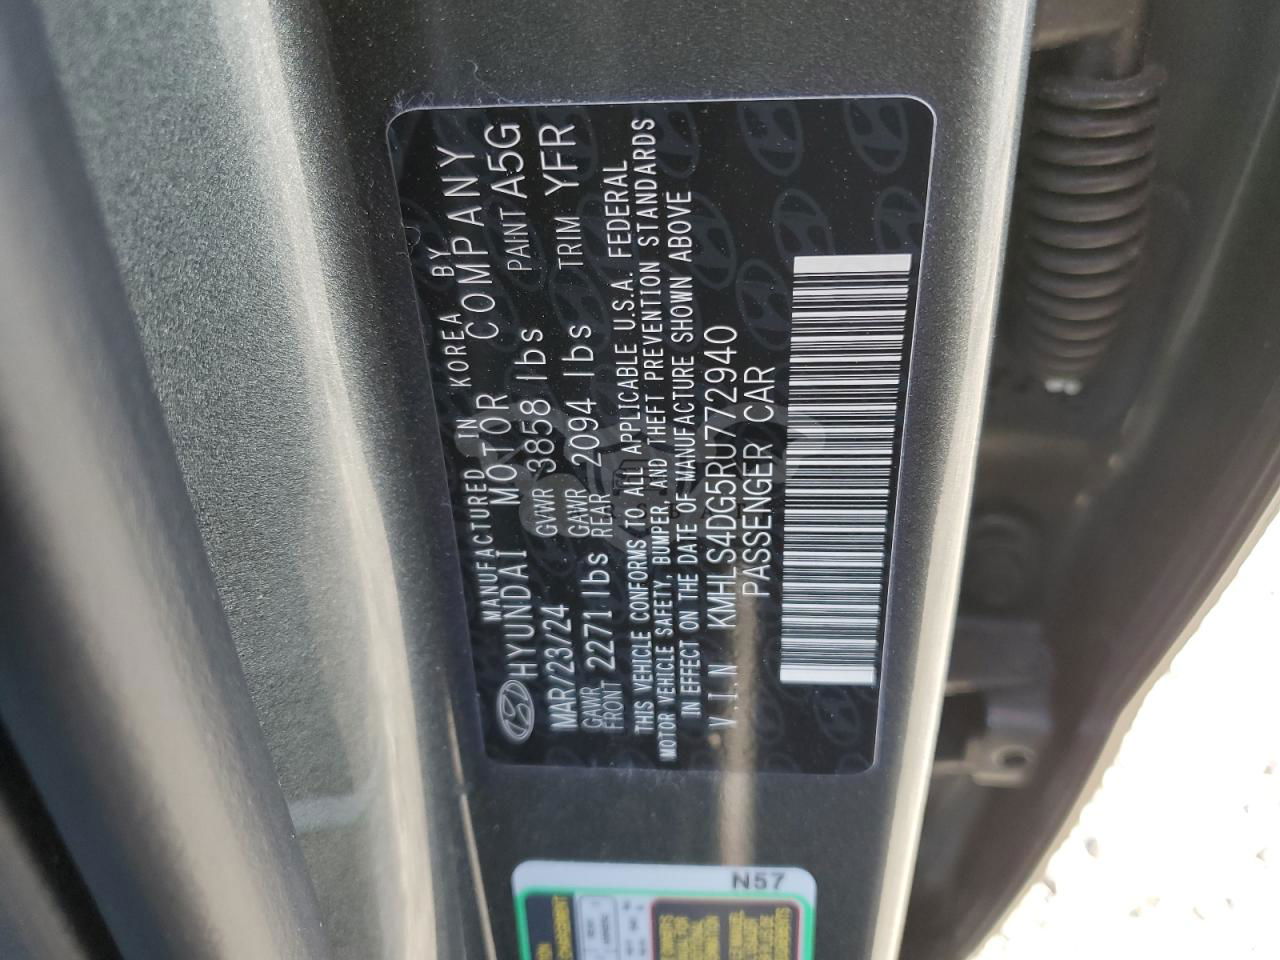 MANUFACTURED IN KOREA BY
HYUNDAI MOTOR COMPANY
MAR/23/24 GVWR 3858 lbs PAINT A5G
GAWR FRONT 2271 lbs GAWR REAR 2094 lbs TRIM YFR
THIS VEHICLE CONFORMS TO ALL APPLICABLE U.S.A. FEDERAL
MOTOR VEHICLE SAFETY, BUMPER, AND THEFT PREVENTION STANDARDS
IN EFFECT ON THE DATE OF MANUFACTURE SHOWN ABOVE
V.I.N KMHLS4DG5RU772940
PASSENGER CAR
N57